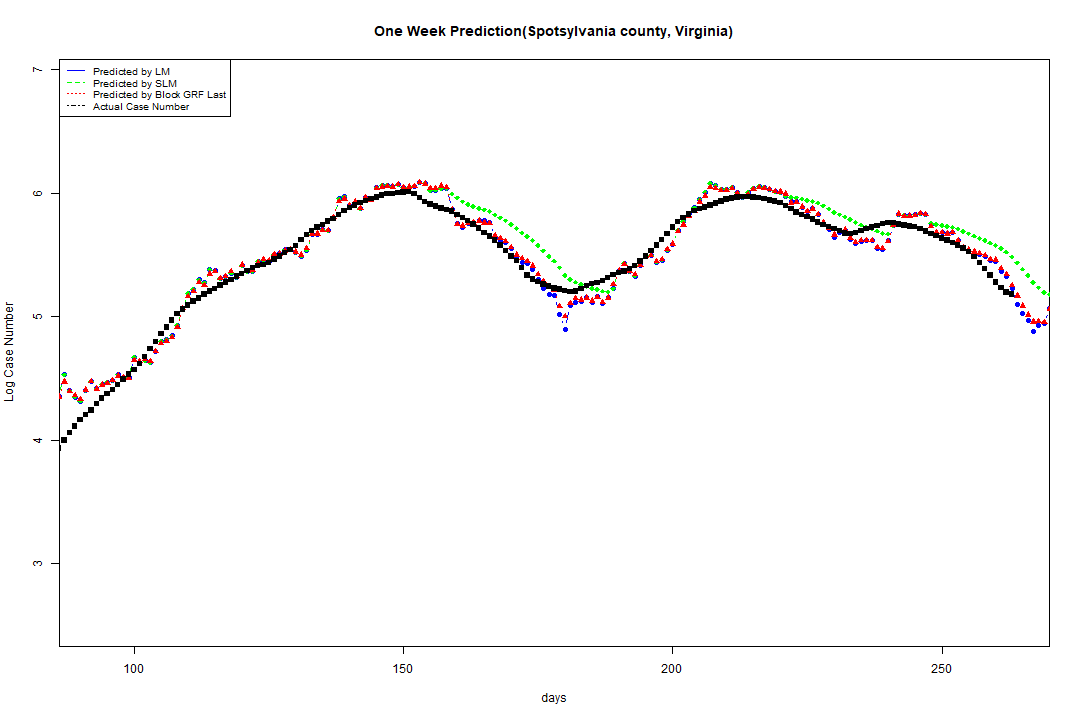 One Week Prediction(Spotsylvania county, Virginia)
Predicted by LM
Predicted by SLM
Predicted by Block GRF Last
Actual Case Number
7
6
5
4
3
Log Case Number
100 150 200 250
days